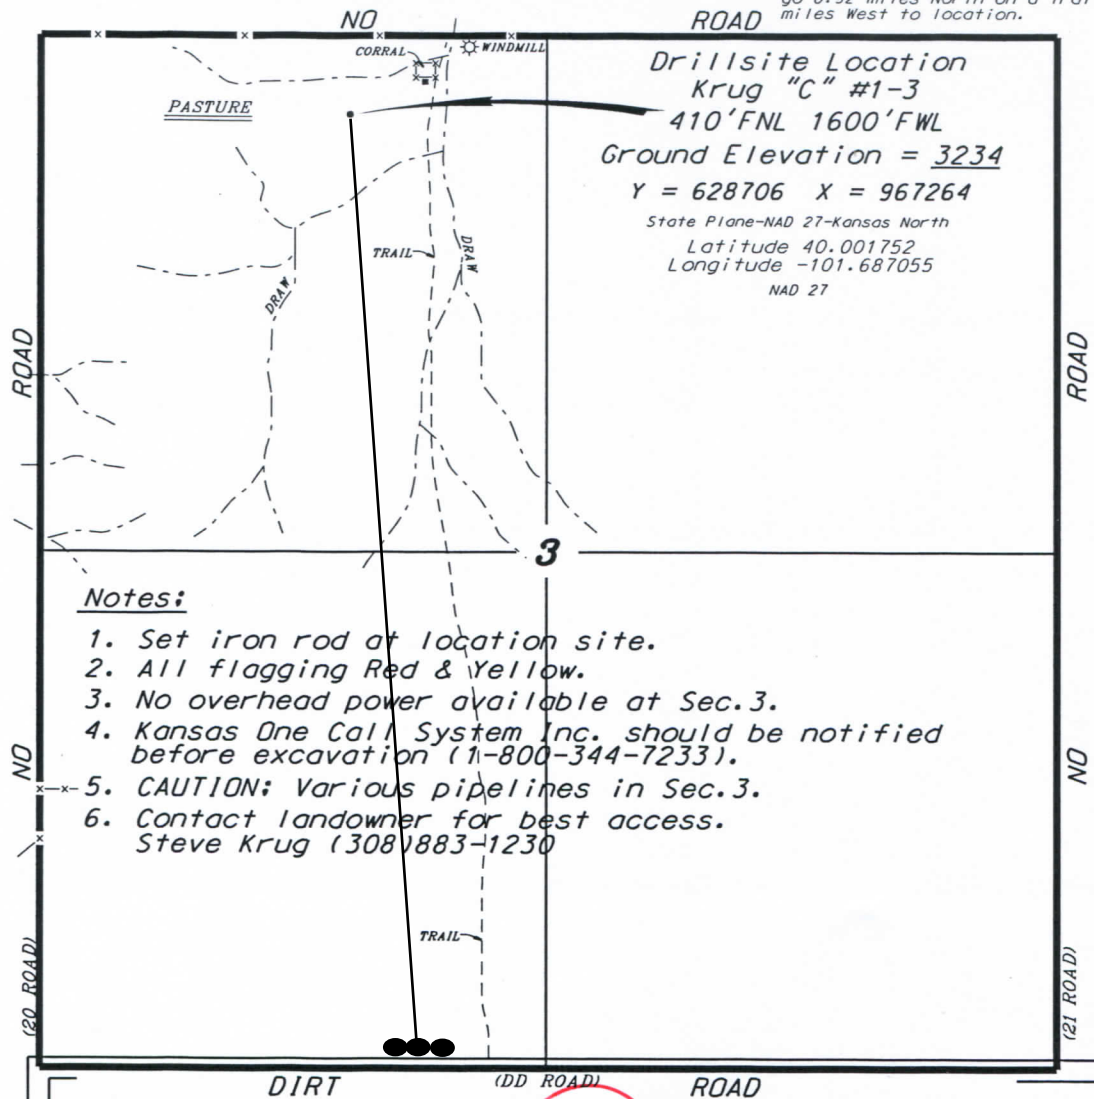 miles West to location.
NO ROAD
CORRAL
WINDMILL
Drillsite Location
Krug "C" #1-3
410'FNL 1600'FWL
Ground Elevation = 3234
Y = 628706 X = 967264
State Plane-NAD 27-Kansas North
Latitude 40.001752
Longitude -101.687055
NAD 27
PASTURE
TRAIL
DRAW
DRAW
ROAD
ROAD
3
Notes:
1. Set iron rod at location site.
2. All flagging Red & Yellow.
3. No overhead power available at Sec.3.
4. Kansas One Call System Inc. should be notified
before excavation (1-800-344-7233).
5. CAUTION: Various pipelines in Sec.3.
6. Contact landowner for best access.
Steve Krug (308)883-1230
NO
NO
TRAIL
(20 ROAD)
(21 ROAD)
DIRT (DD ROAD) ROAD